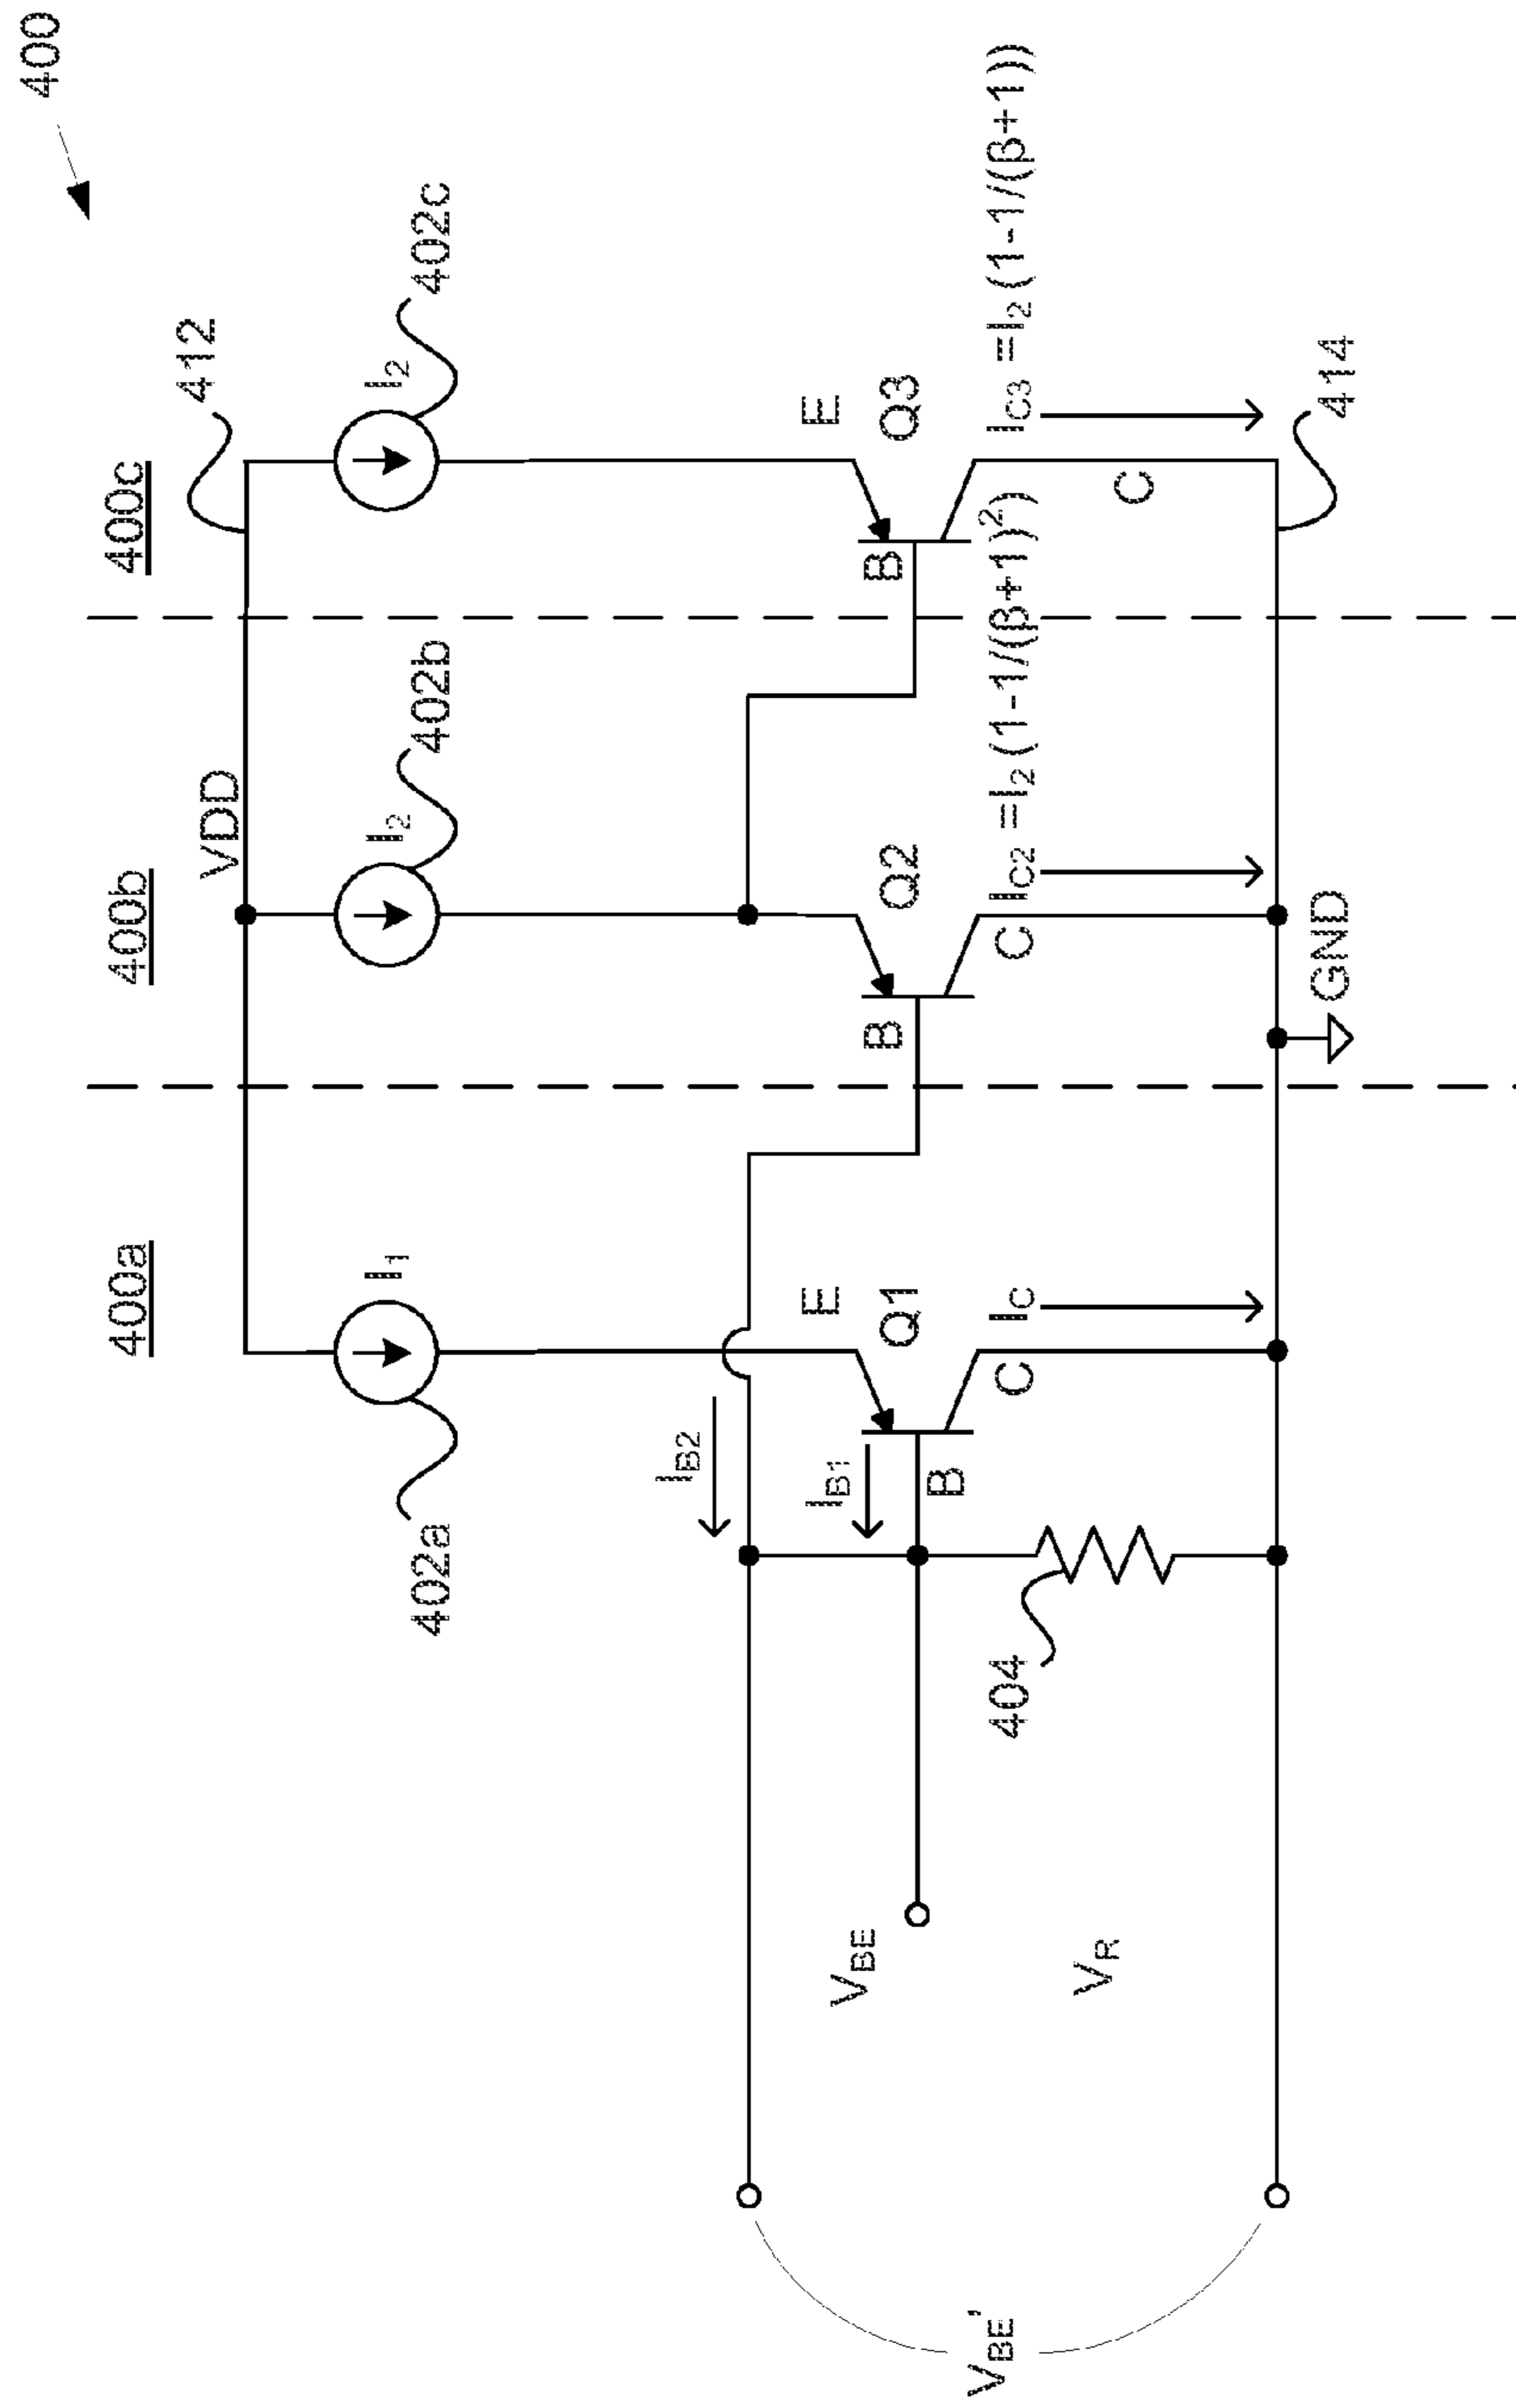 400
400a
400b
400c
412
VDD
I1
I2
I2
402a
402b
402c
IB2
IB1
E
Q1
B
Q2
B
E
Q3
B
B
VBE
404
C
IC
C
IC2 =I2 (1-1/(β+1)²)
IC3 =I2 (1-1/(β+1))
C
VR
VBE'
GND
414